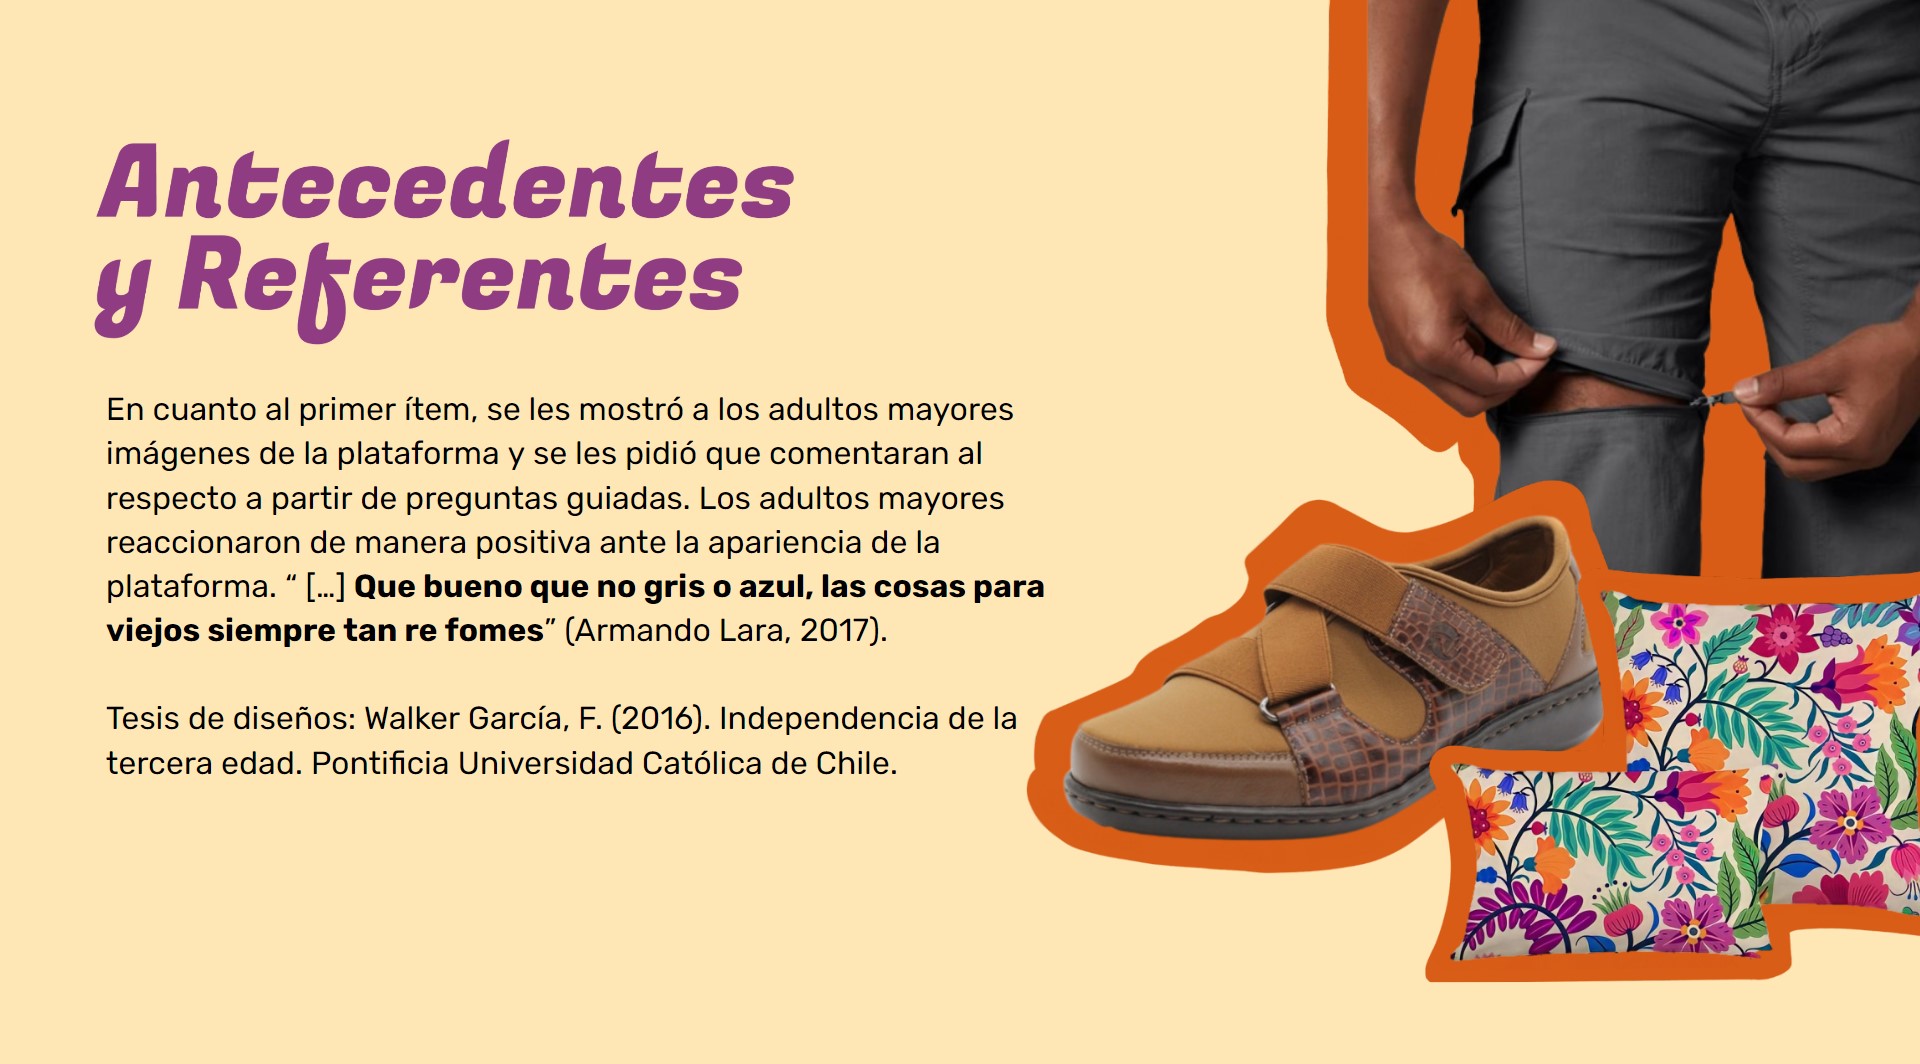 Antecedentes
y Referentes
En cuanto al primer ítem, se les mostró a los adultos mayores
imágenes de la plataforma y se les pidió que comentaran al
respecto a partir de preguntas guiadas. Los adultos mayores
reaccionaron de manera positiva ante la apariencia de la
plataforma. “ [...] Que bueno que no gris o azul, las cosas para
viejos siempre tan re fomes” (Armando Lara, 2017).
Tesis de diseños: Walker García, F. (2016). Independencia de la
tercera edad. Pontificia Universidad Católica de Chile.